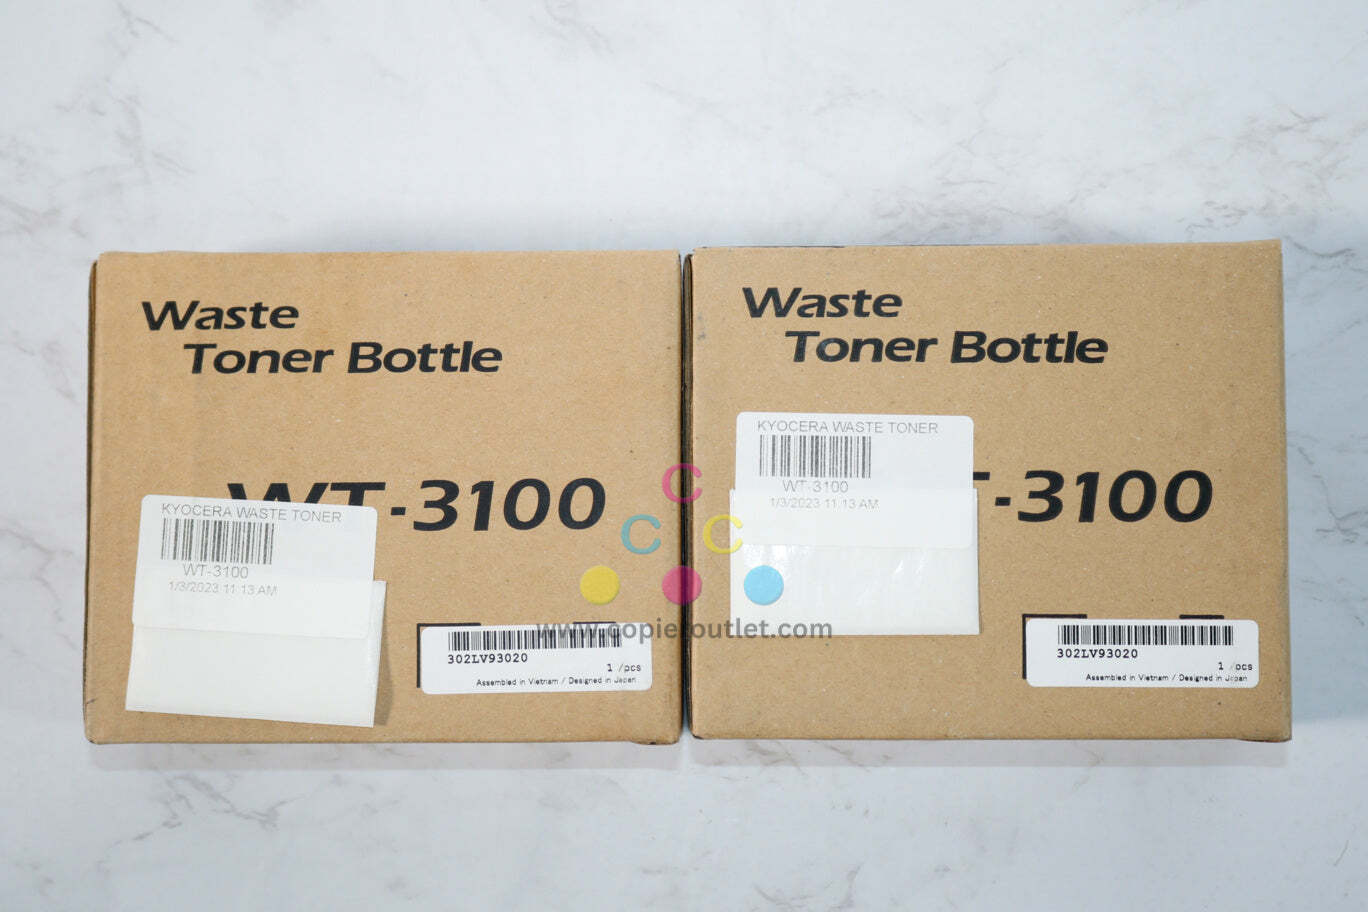 Waste
Toner Bottle
WT-3100
KYOCERA WASTE TONER
WT-3100
1/3/2023 11:13 AM
302LV93020
1 /pcs
Assembled in Vietnam / Designed in Japan
Waste
Toner Bottle
-3100
KYOCERA WASTE TONER
WT-3100
1/3/2023 11:13 AM
302LV93020
1 /pcs
Assembled in Vietnam / Designed in Japan
C
C C
www.copieroutlet.com